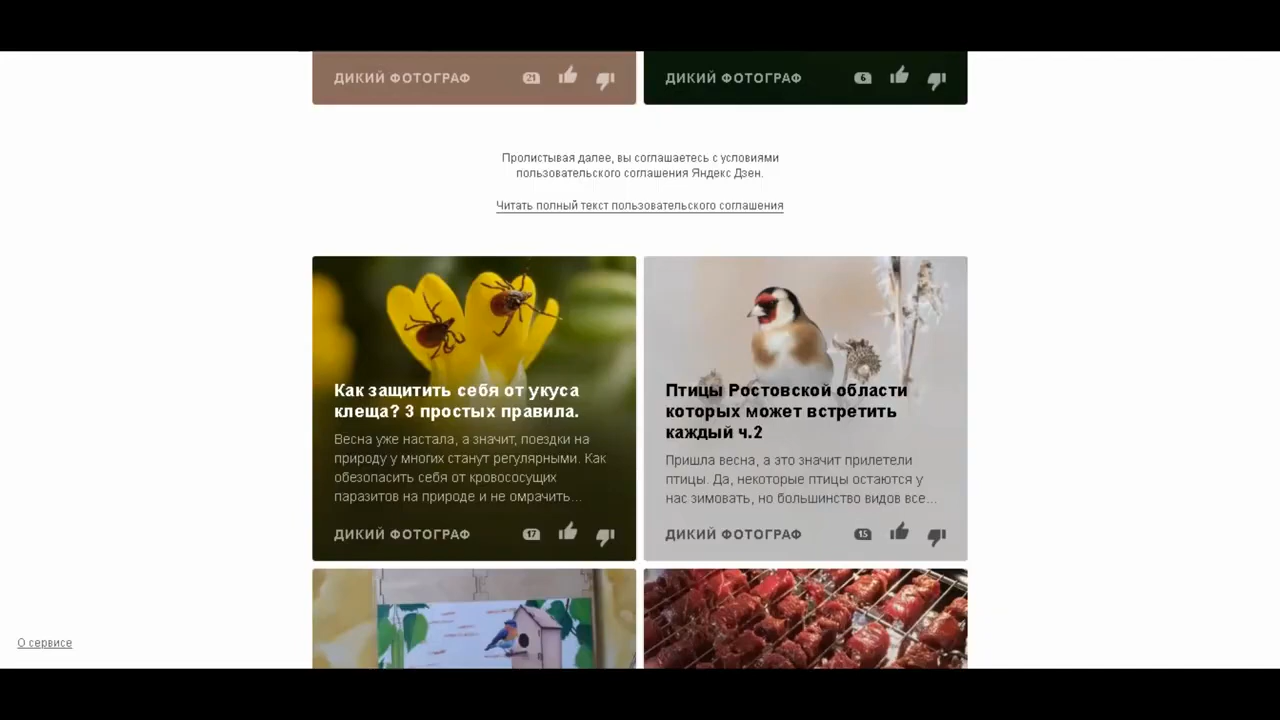 ДИКИЙ ФОТОГРАФ 21
ДИКИЙ ФОТОГРАФ 6
Пролистывая далее, вы соглашаетесь с условиями
пользовательского соглашения Яндекс Дзен.
Читать полный текст пользовательского соглашения
Как защитить себя от укуса
клеща? 3 простых правила.
Весна уже настала, а значит, поездки на
природу у многих станут регулярными. Как
обезопасить себя от кровососущих
паразитов на природе и не омрачить...
ДИКИЙ ФОТОГРАФ 17
Птицы Ростовской области
которых может встретить
каждый ч.2
Пришла весна, а это значит прилетели
птицы. Да, некоторые птицы остаются у
нас зимовать, но большинство видов все...
ДИКИЙ ФОТОГРАФ 15
О сервисе